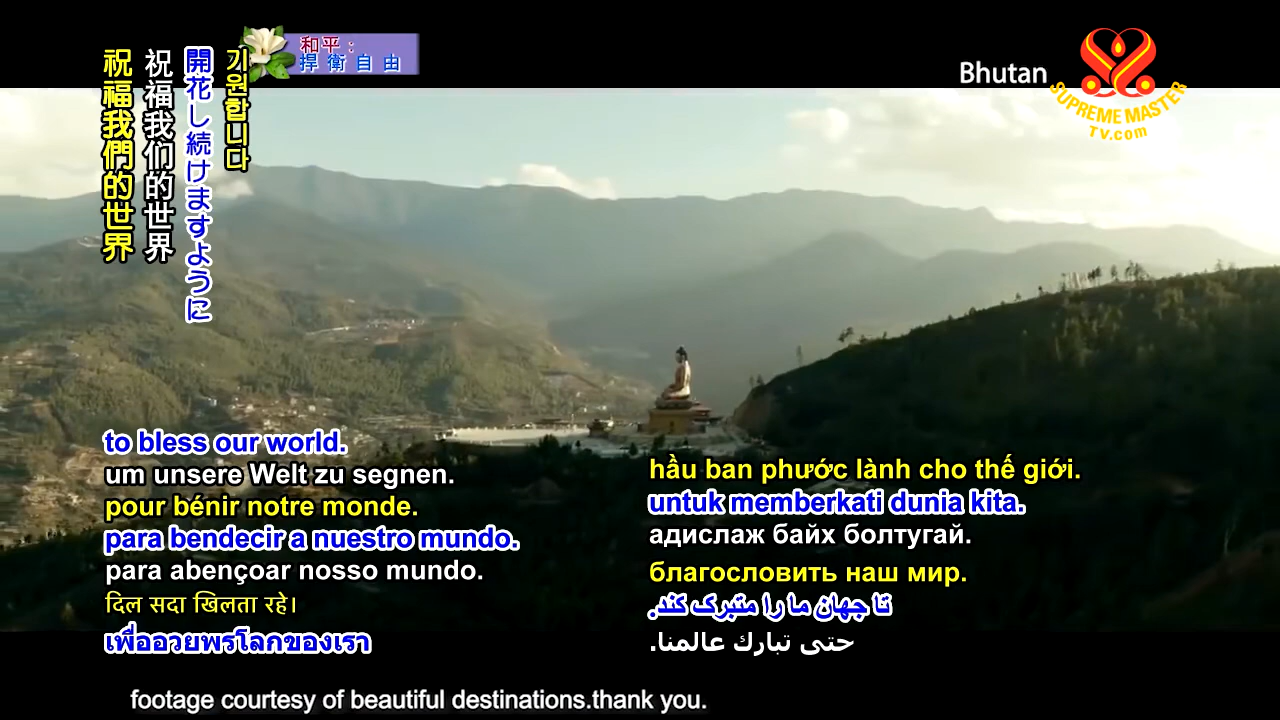 和平：
捍衛自由
Bhutan
SUPREME MASTER
TV.com
기원합니다
開花し続けますように
祝福我们的世界
祝福我們的世界
to bless our world.
um unsere Welt zu segnen.
pour bénir notre monde.
para bendecir a nuestro mundo.
para abençoar nosso mundo.
दिल सदा खिलता रहे।
เพื่ออวยพรโลกของเรา
hầu ban phước lành cho thế giới.
untuk memberkati dunia kita.
адислаж байх болтугай.
благословить наш мир.
تا جهان ما را متبرک کند.
حتى تبارك عالمنا.
footage courtesy of beautiful destinations.thank you.